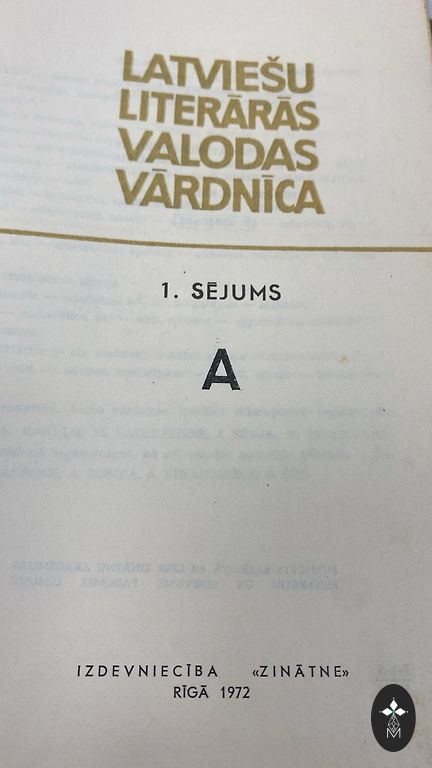 LATVIEŠU
LITERĀRĀS
VALODAS
VĀRDNĪCA
1. SĒJUMS
A
IZDEVNIECĪBA «ZINĀTNE»
RĪGĀ 1972